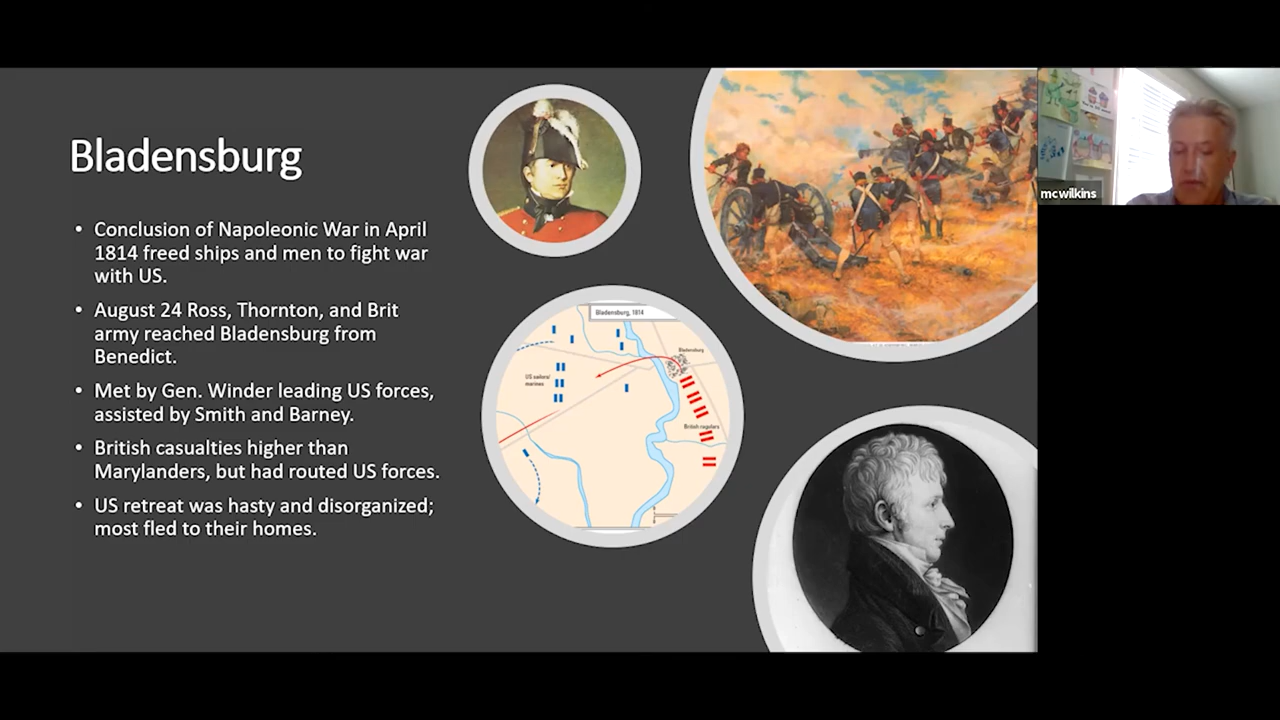 Bladensburg
• Conclusion of Napoleonic War in April
1814 freed ships and men to fight war
with US.
• August 24 Ross, Thornton, and Brit
army reached Bladensburg from
Benedict.
• Met by Gen. Winder leading US forces,
assisted by Smith and Barney.
• British casualties higher than
Marylanders, but had routed US forces.
• US retreat was hasty and disorganized;
most fled to their homes.
Bladensburg, 1814
Bladensburg
US sailors/
marines
British regulars
mcwilkins